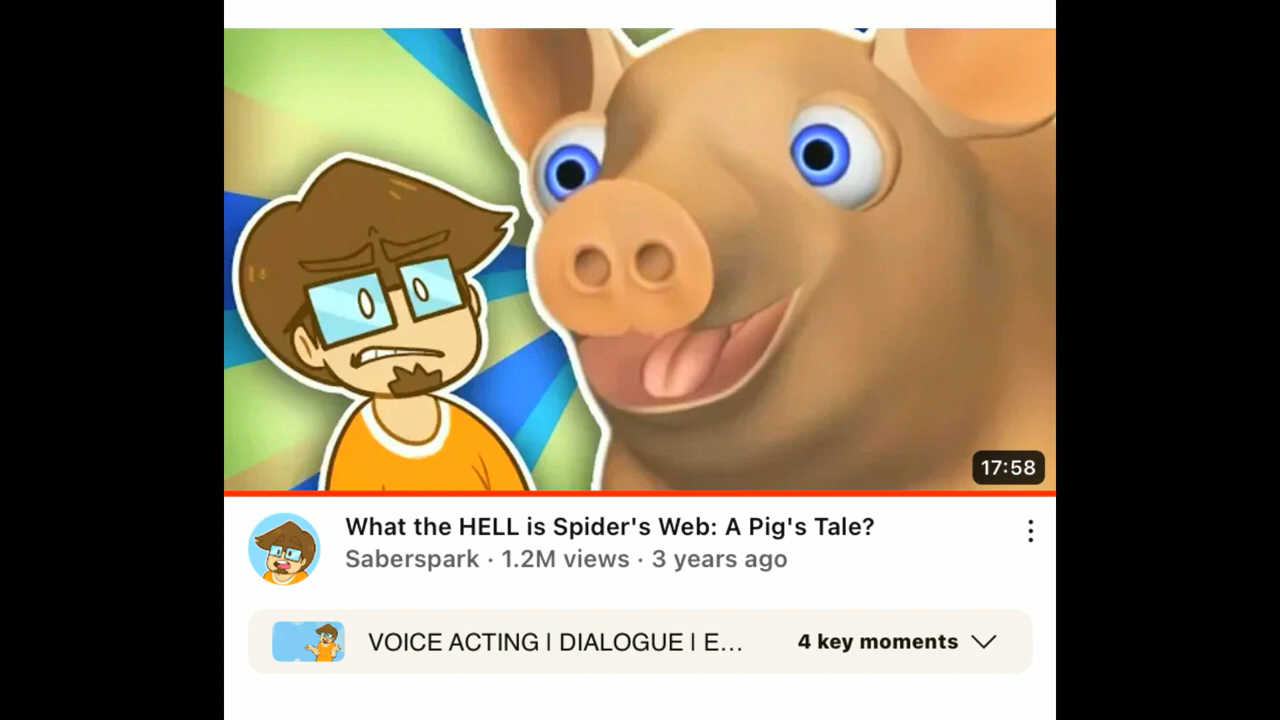 17:58
What the HELL is Spider's Web: A Pig's Tale?
Saberspark · 1.2M views · 3 years ago
VOICE ACTING | DIALOGUE | E... 4 key moments